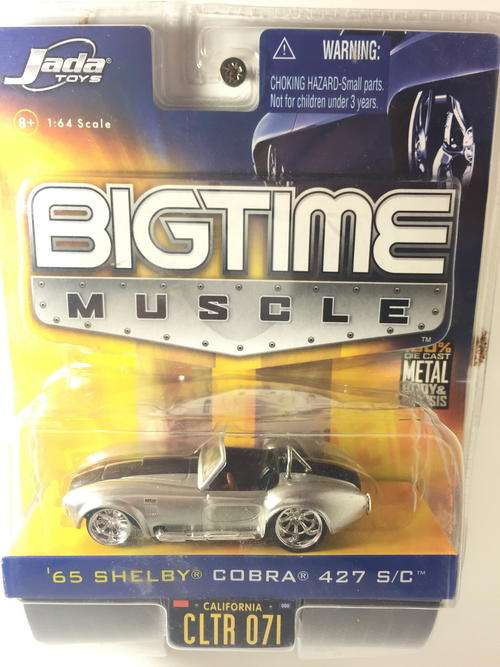 Jada
TOYS
8+ 1:64 Scale
WARNING:
CHOKING HAZARD-Small parts.
Not for children under 3 years.
BIGTIME
MUSCLE™
DIE CAST
METAL
'65 SHELBY® COBRA® 427 S/C™
CALIFORNIA
CLTR 071